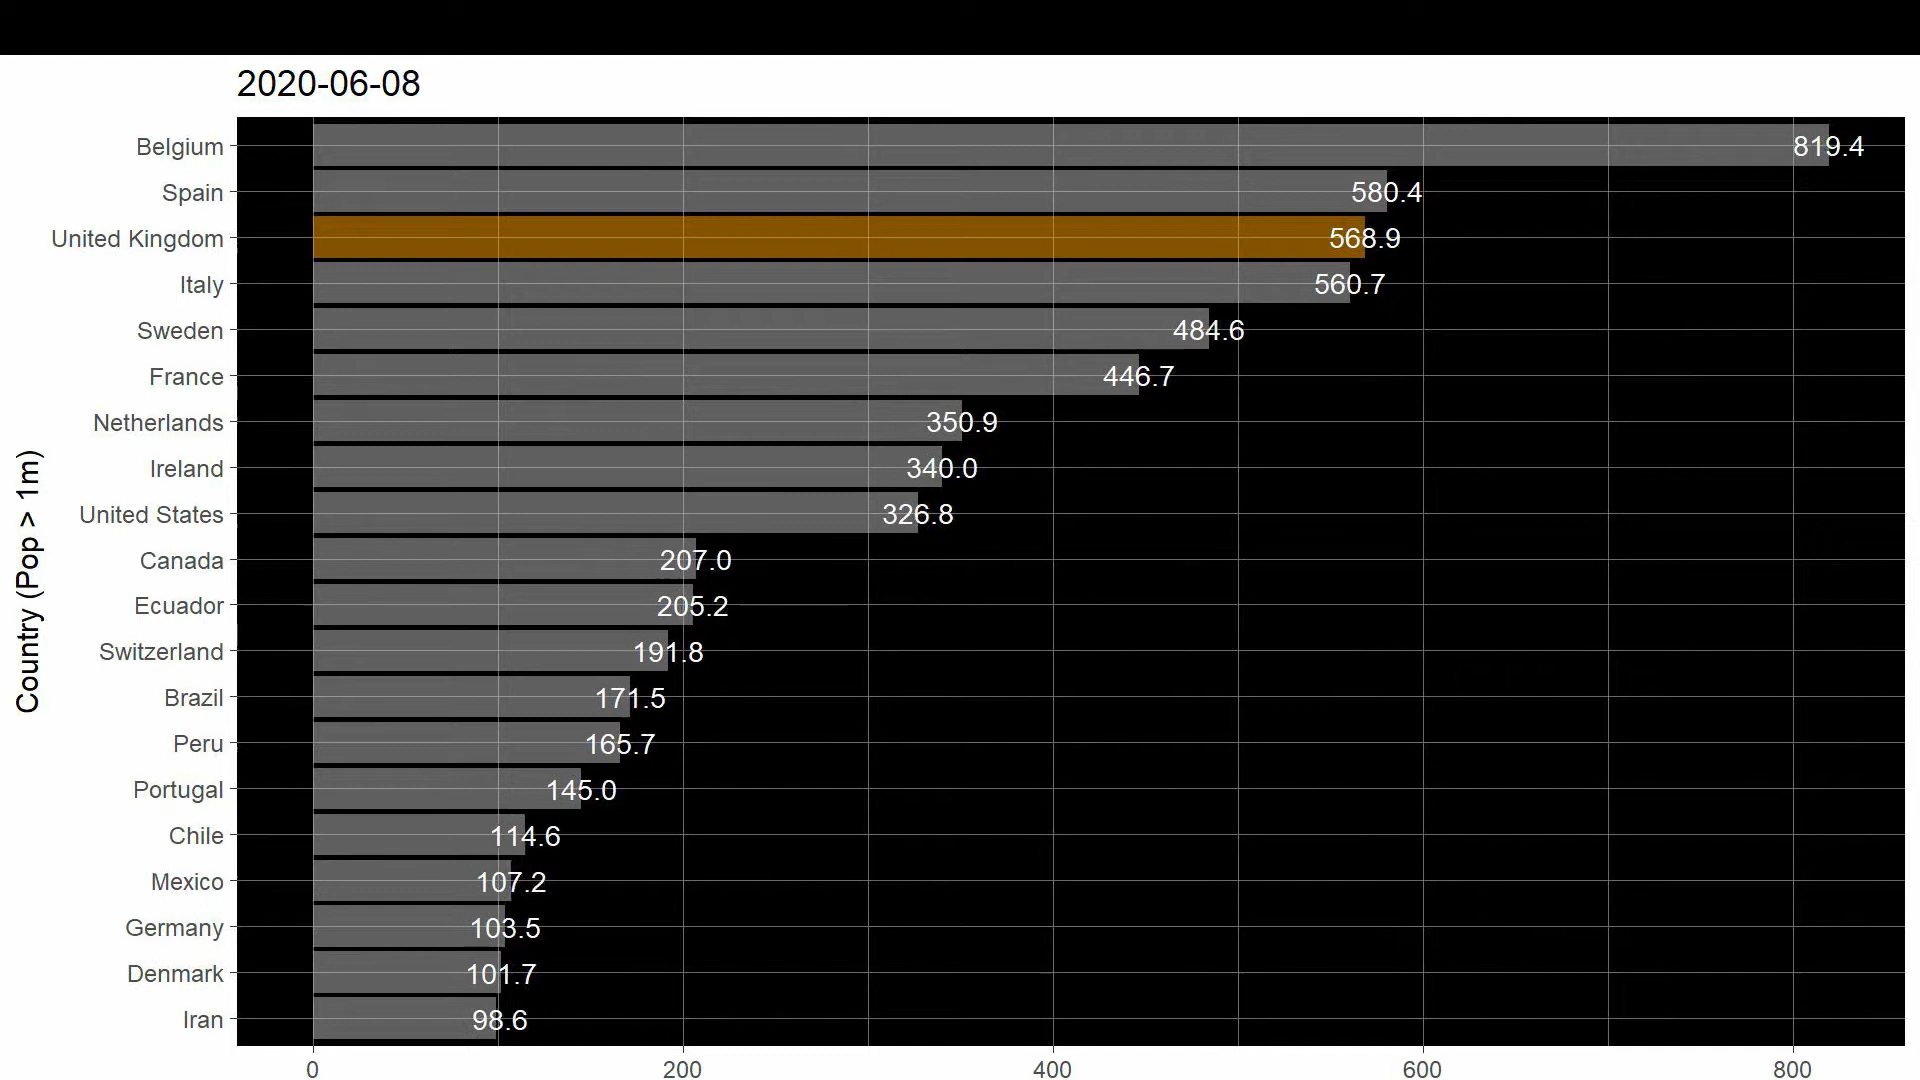 2020-06-08
Country (Pop > 1m)
Belgium 819.4
Spain 580.4
United Kingdom 568.9
Italy 560.7
Sweden 484.6
France 446.7
Netherlands 350.9
Ireland 340.0
United States 326.8
Canada 207.0
Ecuador 205.2
Switzerland 191.8
Brazil 171.5
Peru 165.7
Portugal 145.0
Chile 114.6
Mexico 107.2
Germany 103.5
Denmark 101.7
Iran 98.6
0 200 400 600 800